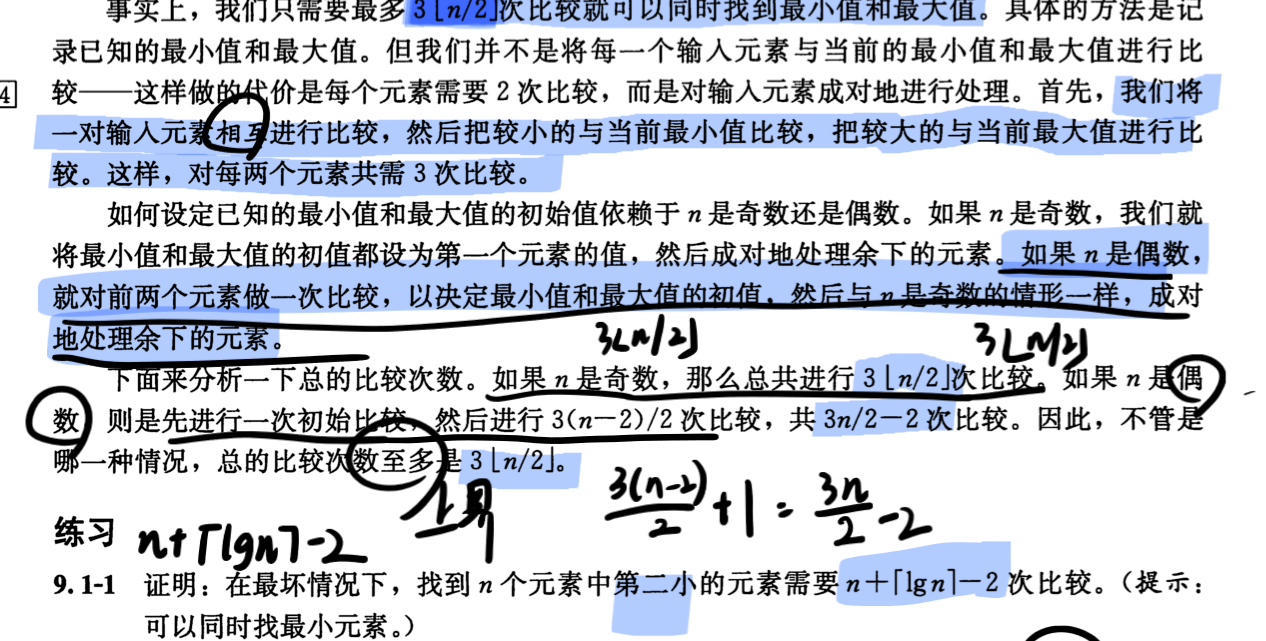 事实上，我们只需要最多 3⌊n/2⌋次比较就可以同时找到最小值和最大值。具体的方法是记
录已知的最小值和最大值。但我们并不是将每一个输入元素与当前的最小值和最大值进行比
4 较——这样做的代价是每个元素需要 2 次比较，而是对输入元素成对地进行处理。首先，我们将
一对输入元素相互进行比较，然后把较小的与当前最小值比较，把较大的与当前最大值进行比
较。这样，对每两个元素共需 3 次比较。
如何设定已知的最小值和最大值的初始值依赖于 n 是奇数还是偶数。如果 n 是奇数，我们就
将最小值和最大值的初值都设为第一个元素的值，然后成对地处理余下的元素。如果 n 是偶数，
就对前两个元素做一次比较，以决定最小值和最大值的初值，然后与 n 是奇数的情形一样，成对
地处理余下的元素。
3⌊n/2⌋ 3⌊n/2⌋
下面来分析一下总的比较次数。如果 n 是奇数，那么总共进行 3⌊n/2⌋次比较。如果 n 是偶
数，则是先进行一次初始比较，然后进行 3(n－2)/2 次比较，共 3n/2－2 次比较。因此，不管是
哪一种情况，总的比较次数至多是 3⌊n/2⌋。
上界 3(n-2)/2 + 1 = 3n/2 - 2
练习 n+⌈lgn⌉-2
9.1-1 证明：在最坏情况下，找到 n 个元素中第二小的元素需要 n＋⌈lg n⌉－2 次比较。（提示：
可以同时找最小元素。）